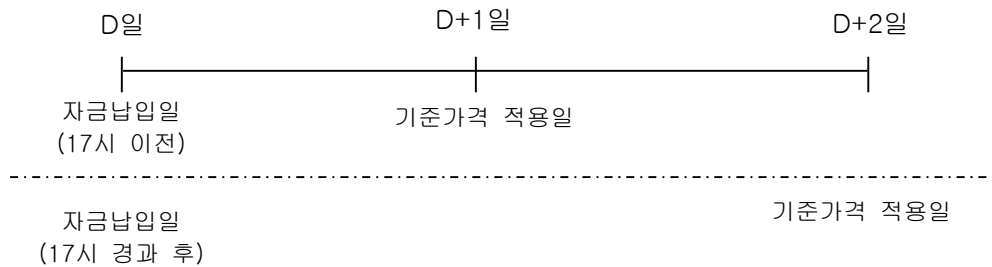 D일
D+1일
D+2일
자금납입일
(17시 이전)
기준가격 적용일
자금납입일
(17시 경과 후)
기준가격 적용일